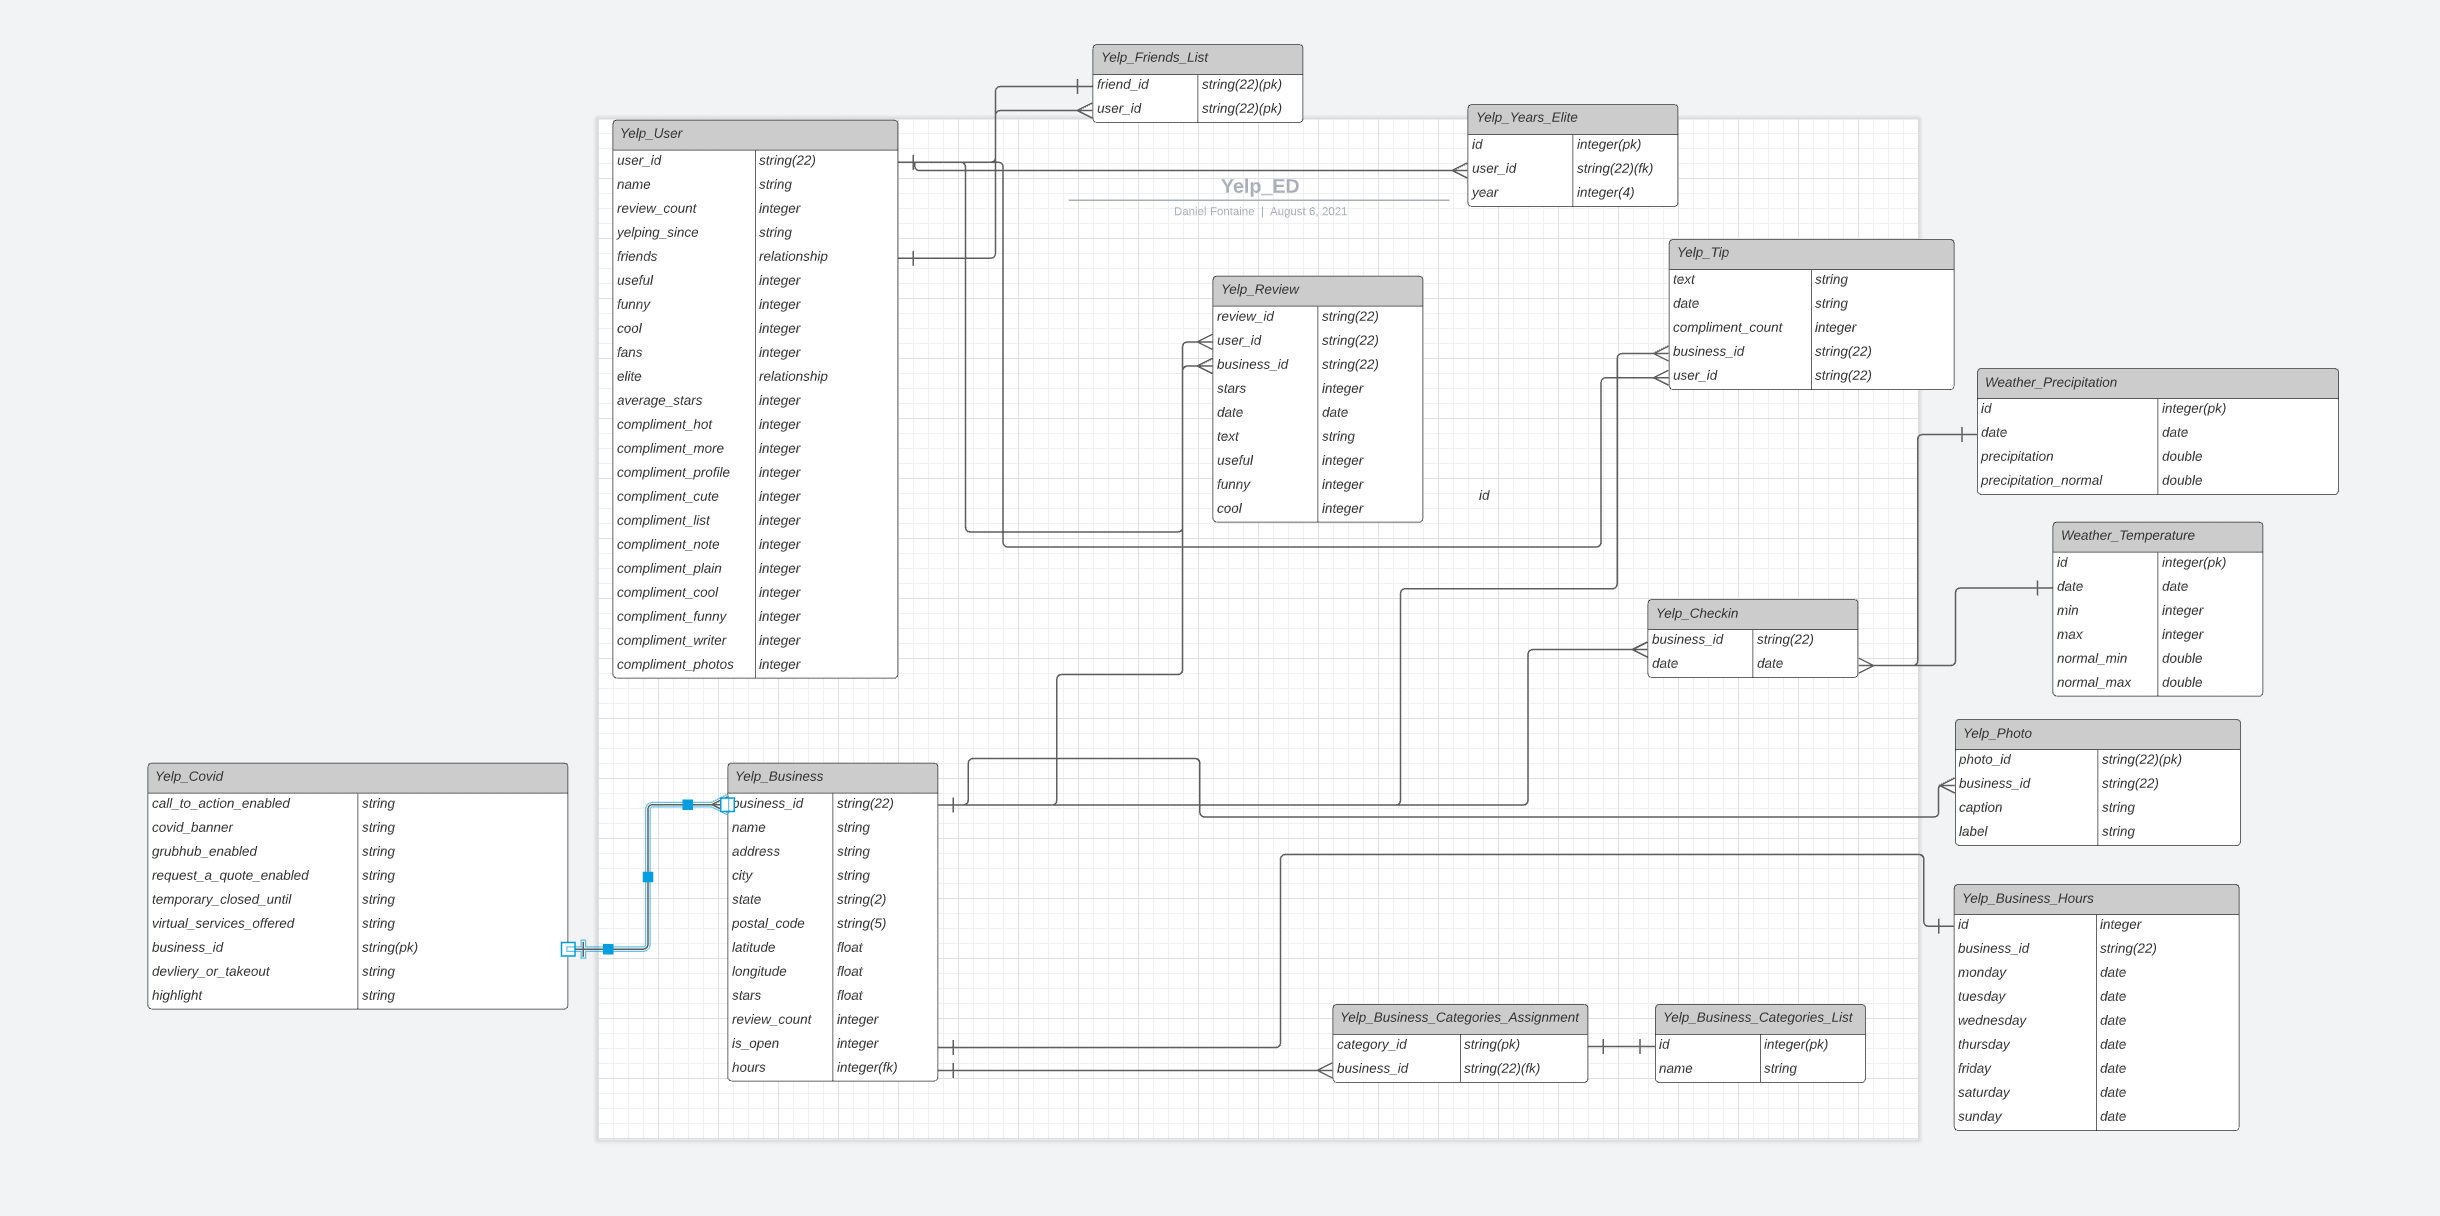 Yelp_Friends_List
friend_id string(22)(pk)
user_id string(22)(pk)
Yelp_Years_Elite
id integer(pk)
user_id string(22)(fk)
year integer(4)
Yelp_User
user_id string(22)
name string
review_count integer
yelping_since string
friends relationship
useful integer
funny integer
cool integer
fans integer
elite relationship
average_stars integer
compliment_hot integer
compliment_more integer
compliment_profile integer
compliment_cute integer
compliment_list integer
compliment_note integer
compliment_plain integer
compliment_cool integer
compliment_funny integer
compliment_writer integer
compliment_photos integer
Yelp_ED
Daniel Fontaine | August 6, 2021
Yelp_Tip
text string
date string
compliment_count integer
business_id string(22)
user_id string(22)
Yelp_Review
review_id string(22)
user_id string(22)
business_id string(22)
stars integer
date date
text string
useful integer
funny integer
cool integer
id
Weather_Precipitation
id integer(pk)
date date
precipitation double
precipitation_normal double
Weather_Temperature
id integer(pk)
date date
min integer
max integer
normal_min double
normal_max double
Yelp_Checkin
business_id string(22)
date date
Yelp_Photo
photo_id string(22)(pk)
business_id string(22)
caption string
label string
Yelp_Covid
call_to_action_enabled string
covid_banner string
grubhub_enabled string
request_a_quote_enabled string
temporary_closed_until string
virtual_services_offered string
business_id string(pk)
devliery_or_takeout string
highlight string
Yelp_Business
business_id string(22)
name string
address string
city string
state string(2)
postal_code string(5)
latitude float
longitude float
stars float
review_count integer
is_open integer
hours integer(fk)
Yelp_Business_Hours
id integer
business_id string(22)
monday date
tuesday date
wednesday date
thursday date
friday date
saturday date
sunday date
Yelp_Business_Categories_Assignment
category_id string(pk)
business_id string(22)(fk)
Yelp_Business_Categories_List
id integer(pk)
name string